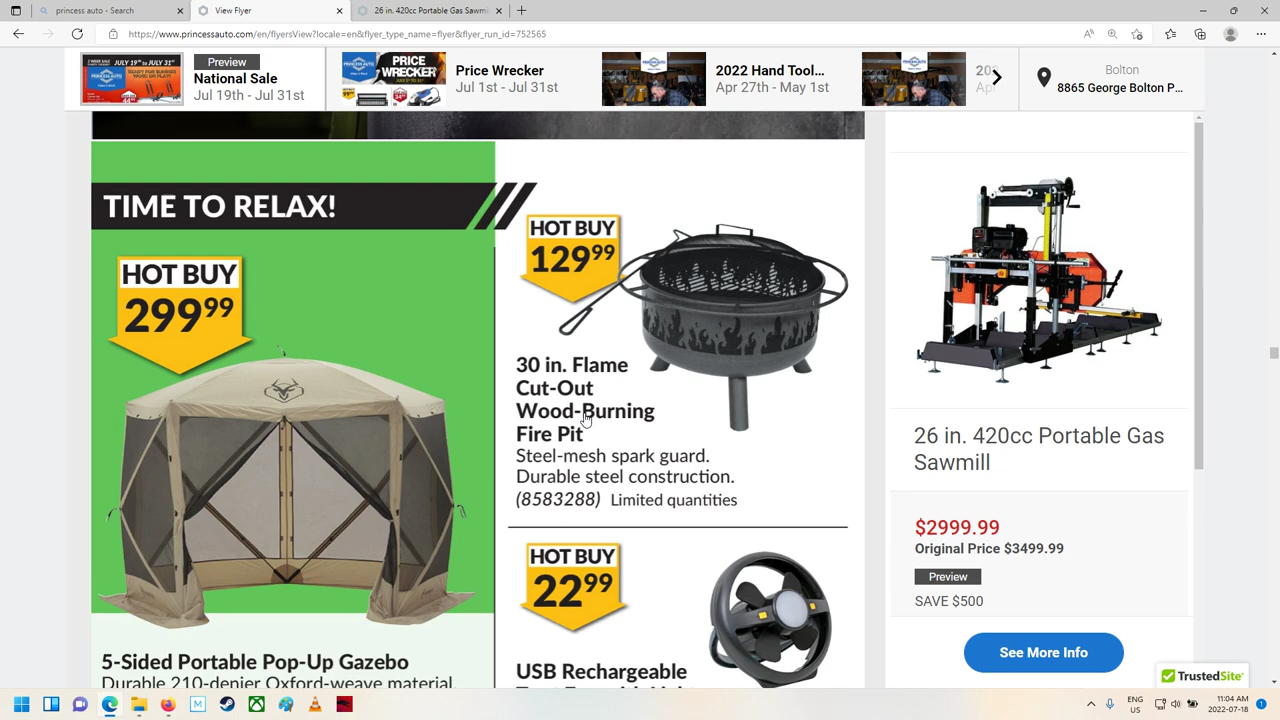 princess auto - Search
View Flyer
26 in. 420cc Portable Gas Sawmi
https://www.princessauto.com/en/flyersView?locale=en&flyer_type_name=flyer&flyer_run_id=752565
Preview
National Sale
Jul 19th - Jul 31st
Price Wrecker
Jul 1st - Jul 31st
2022 Hand Tool...
Apr 27th - May 1st
Bolton
8865 George Bolton P...
TIME TO RELAX!
HOT BUY
299 99
HOT BUY
129 99
30 in. Flame
Cut-Out
Wood-Burning
Fire Pit
Steel-mesh spark guard.
Durable steel construction.
(8583288) Limited quantities
HOT BUY
22 99
USB Rechargeable
5-Sided Portable Pop-Up Gazebo
Durable 210-denier Oxford-weave material.
26 in. 420cc Portable Gas
Sawmill
$2999.99
Original Price $3499.99
Preview
SAVE $500
See More Info
TrustedSite
ENG
US
11:04 AM
2022-07-18